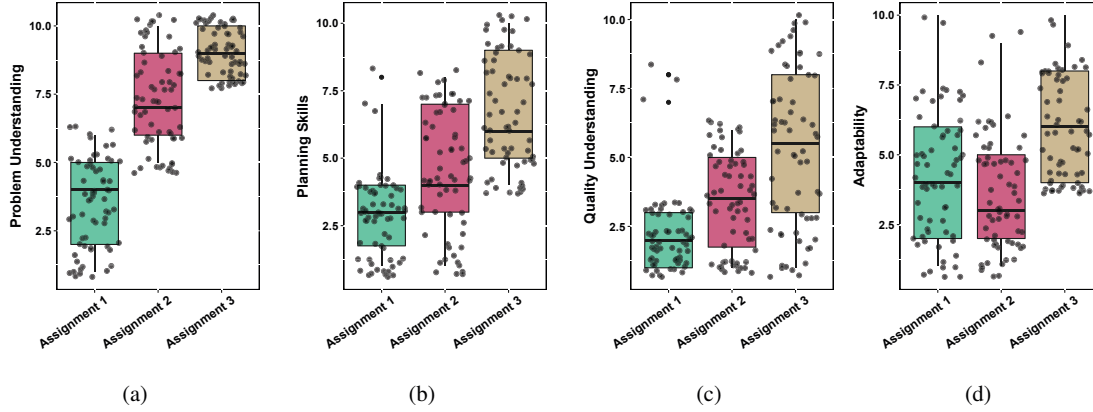 Problem Understanding
10.0
7.5
5.0
2.5
Assignment 1
Assignment 2
Assignment 3
(a)
Planning Skills
10.0
7.5
5.0
2.5
Assignment 1
Assignment 2
Assignment 3
(b)
Quality Understanding
10.0
7.5
5.0
2.5
Assignment 1
Assignment 2
Assignment 3
(c)
Adaptability
10.0
7.5
5.0
2.5
Assignment 1
Assignment 2
Assignment 3
(d)